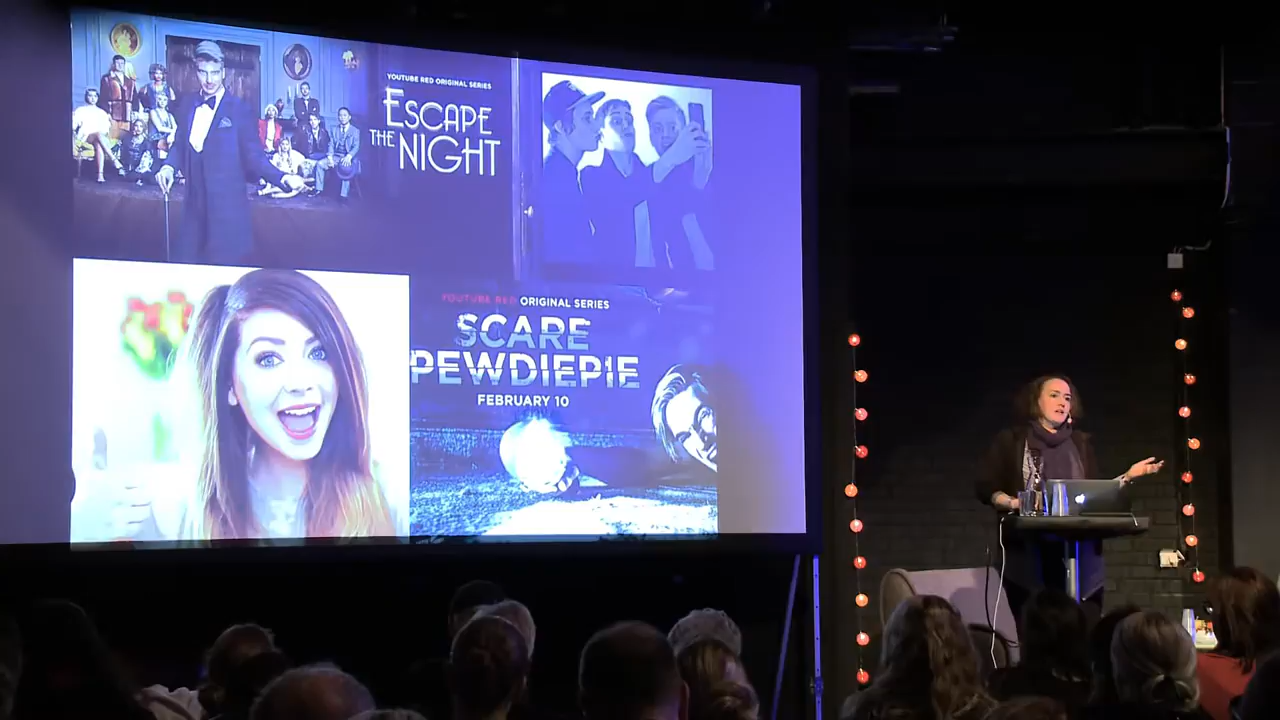 YOUTUBE RED ORIGINAL SERIES
ESCAPE
THE NIGHT
YOUTUBE RED ORIGINAL SERIES
SCARE
PEWDIEPIE
FEBRUARY 10